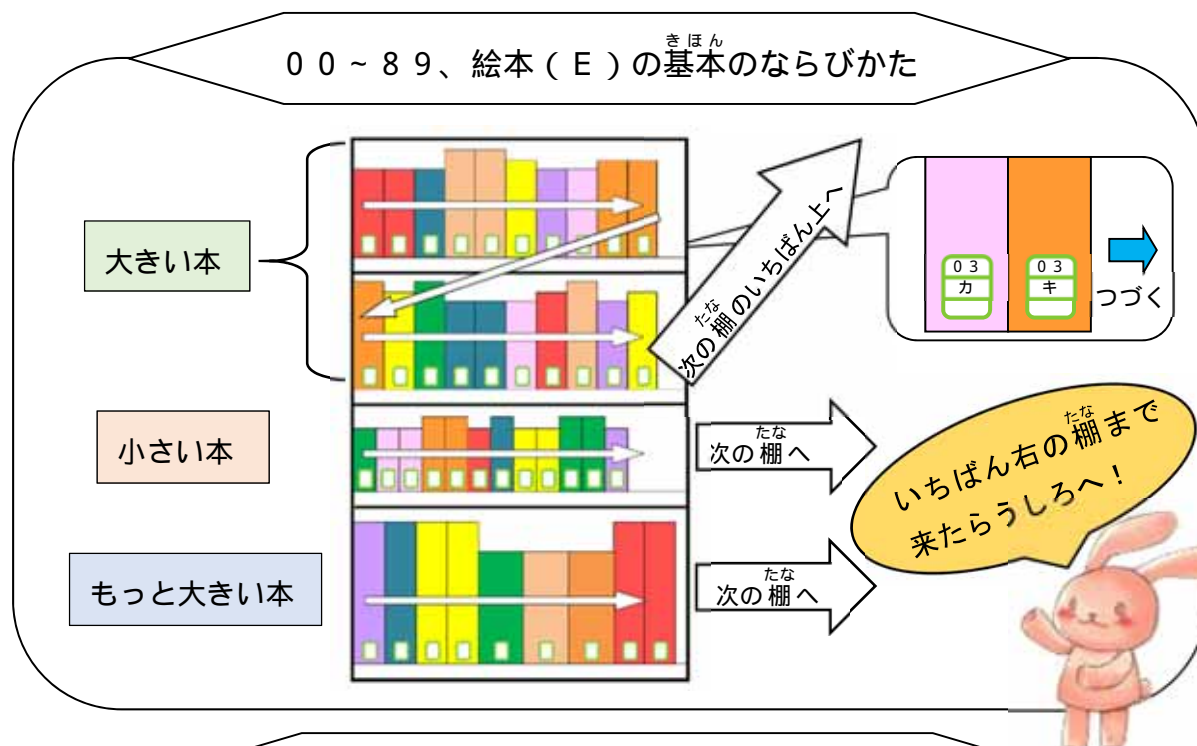 00~89、絵本(E)の基本のならびかた
きほん
大きい本
小さい本
もっと大きい本
次の棚のいちばん上へ
たな
次の棚へ
たな
次の棚へ
たな
03
カ
03
キ
つづく
いちばん右の棚まで
たな
来たらうしろへ!